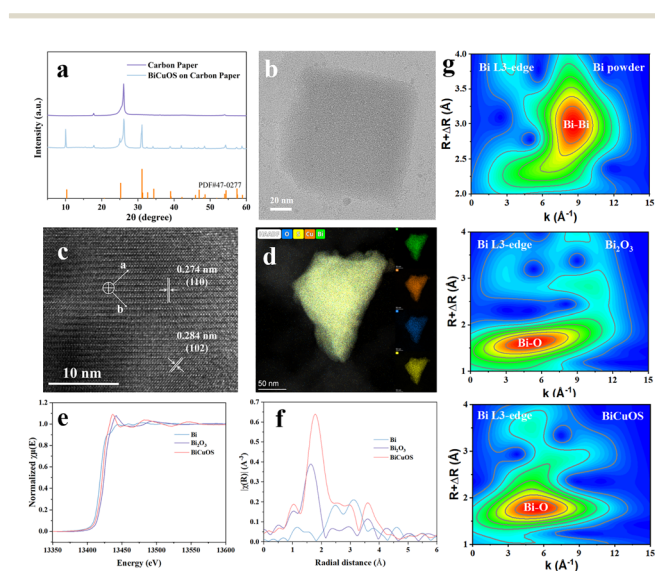 a
Carbon Paper
BiCuOS on Carbon Paper
Intensity (a.u.)
PDF#47-0277
0 10 20 30 40 50 60
2θ (degree)
b
20 nm
c
a
b
0.274 nm
(110)
0.284 nm
(102)
10 nm
d
HAADF O S Cu Bi
50 nm
e
Normalized χμ(E)
1.0
0.8
0.6
0.4
0.2
0.0
Bi
Bi₂O₃
BiCuOS
13350 13400 13450 13500 13550 13600
Energy (eV)
f
|χ(R)| (Å⁻³)
0.7
0.6
0.5
0.4
0.3
0.2
0.1
0.0
Bi
Bi₂O₃
BiCuOS
0 1 2 3 4 5 6
Radial distance (Å)
g
Bi L3-edge Bi powder
Bi-Bi
R+ΔR (Å)
4.0
3.5
3.0
2.5
2.0
0 3 6 9 12 15
k (Å⁻¹)
Bi L3-edge Bi₂O₃
Bi-O
R+ΔR (Å)
4
3
2
1
0 3 6 9 12 15
k (Å⁻¹)
Bi L3-edge BiCuOS
Bi-O
R+ΔR (Å)
4
3
2
1
0 5 10 15
k (Å⁻¹)